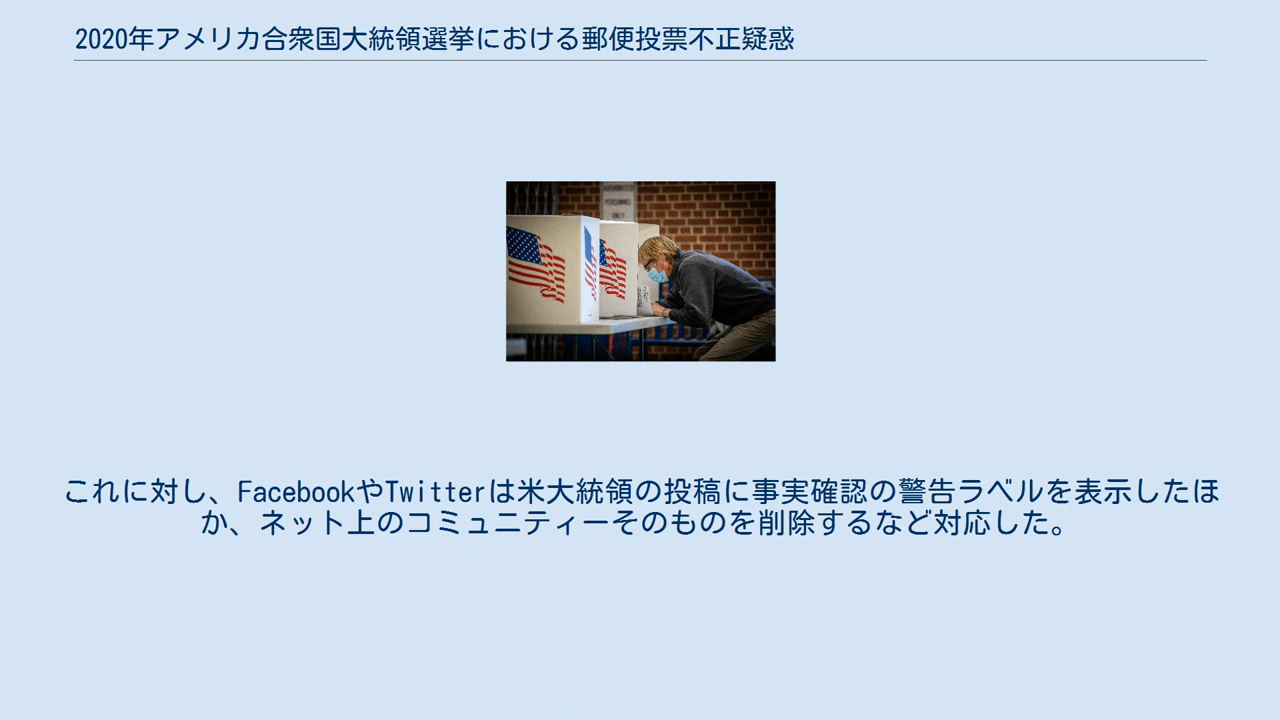 2020年アメリカ合衆国大統領選挙における郵便投票不正疑惑
AUTHORIZED
PERSONNEL
ONLY
これに対し、FacebookやTwitterは米大統領の投稿に事実確認の警告ラベルを表示したほ
か、ネット上のコミュニティーそのものを削除するなど対応した。